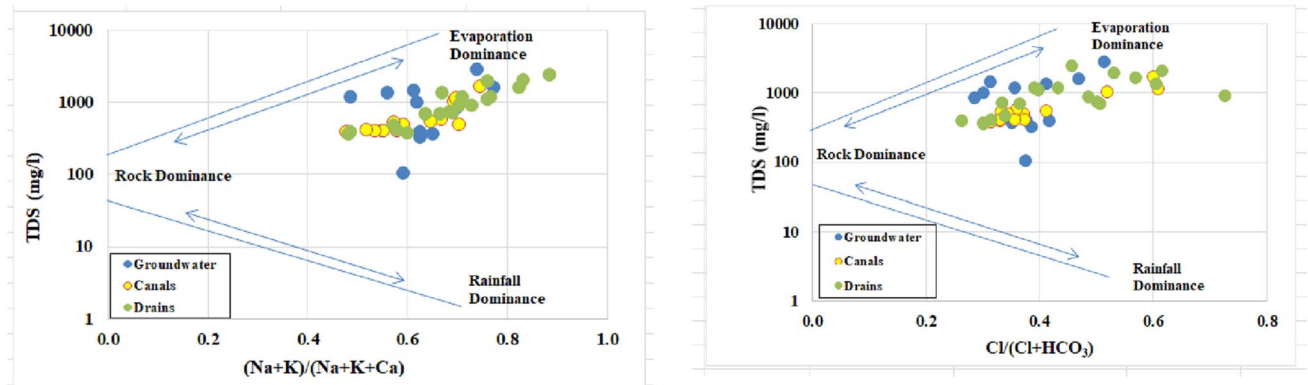 10000
1000
100
10
1
TDS (mg/l)
Evaporation
Dominance
Rock Dominance
Rainfall
Dominance
Groundwater
Canals
Drains
0.0 0.2 0.4 0.6 0.8 1.0
(Na+K)/(Na+K+Ca)
10000
1000
100
10
1
TDS (mg/l)
Evaporation
Dominance
Rock Dominance
Rainfall
Dominance
Groundwater
Canals
Drains
0.0 0.2 0.4 0.6 0.8
Cl/(Cl+HCO₃)